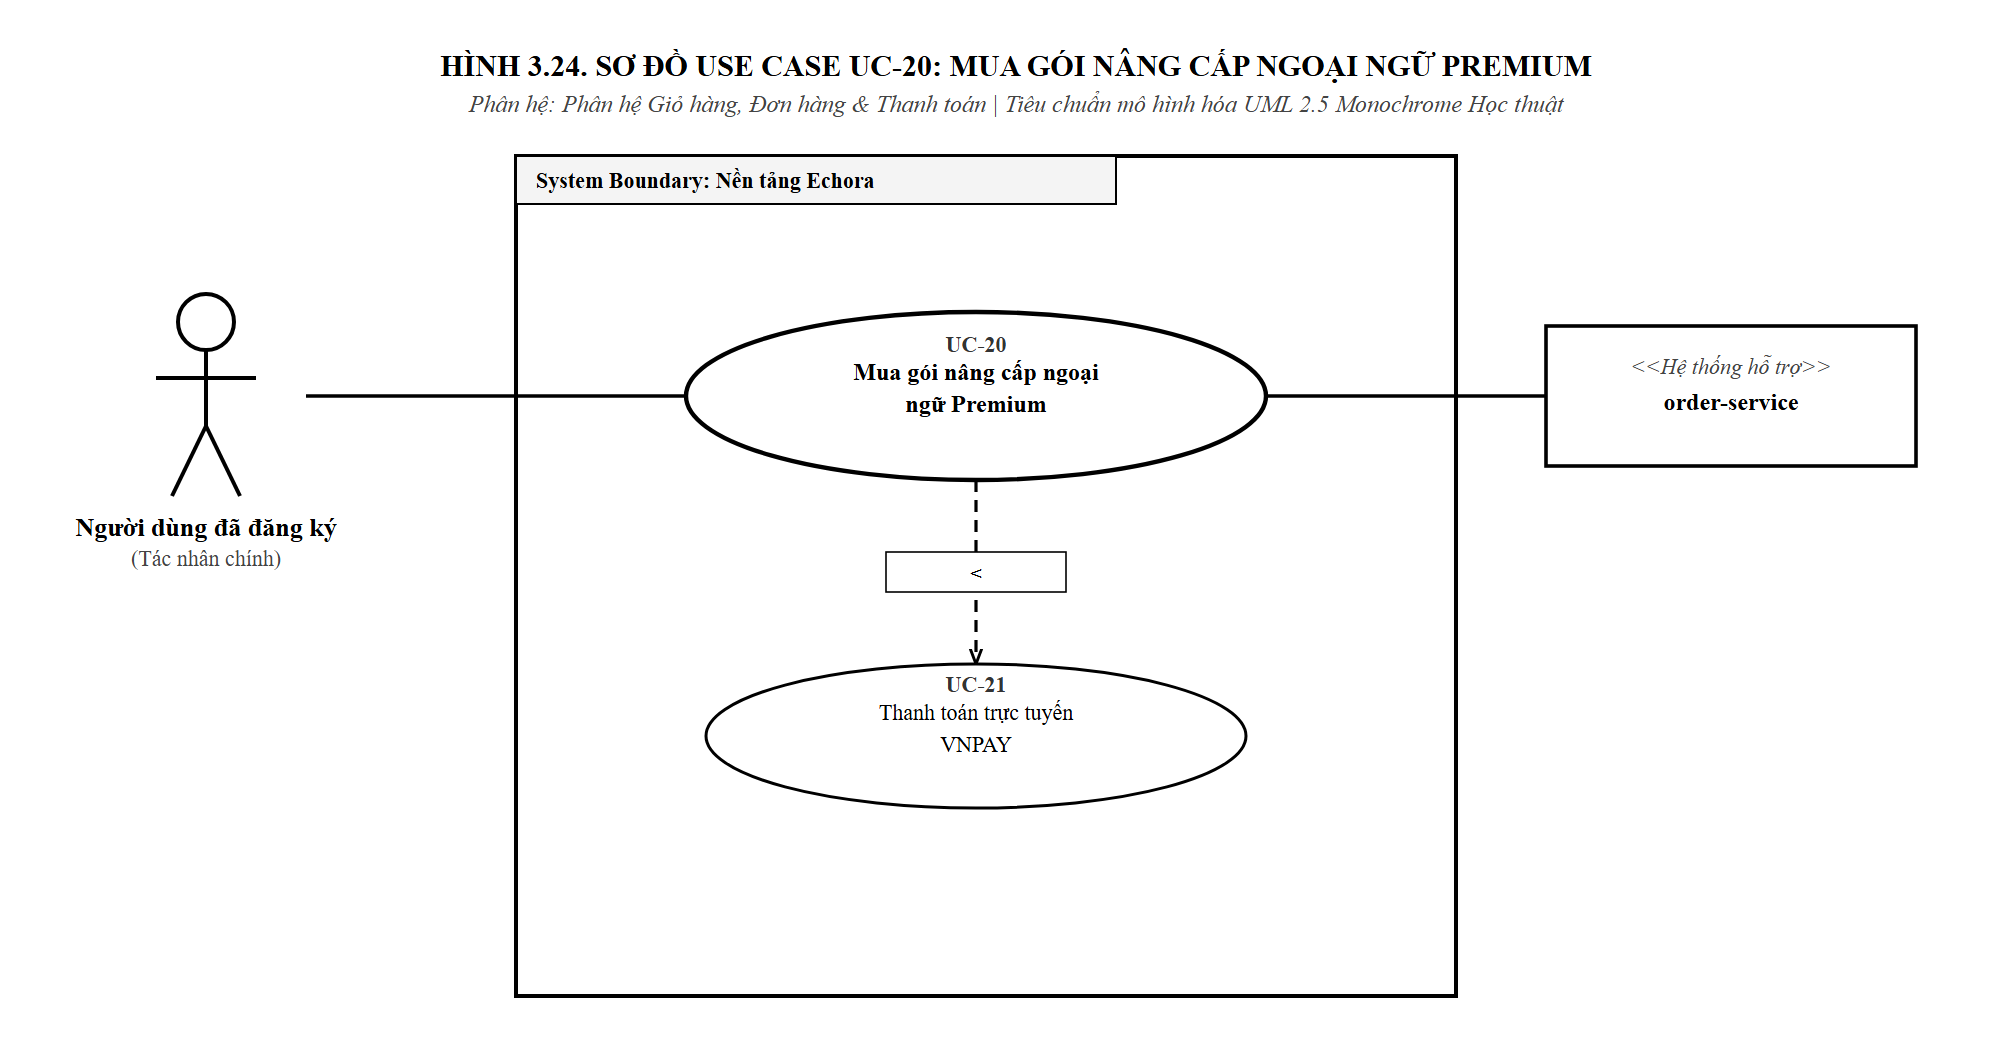 HÌNH 3.24. SƠ ĐỒ USE CASE UC-20: MUA GÓI NÂNG CẤP NGOẠI NGỮ PREMIUM
Phân hệ: Phân hệ Giỏ hàng, Đơn hàng & Thanh toán | Tiêu chuẩn mô hình hóa UML 2.5 Monochrome Học thuật
System Boundary: Nền tảng Echora
UC-20
Mua gói nâng cấp ngoại
ngữ Premium
<<Hệ thống hỗ trợ>>
order-service
Người dùng đã đăng ký
(Tác nhân chính)
<
UC-21
Thanh toán trực tuyến
VNPAY